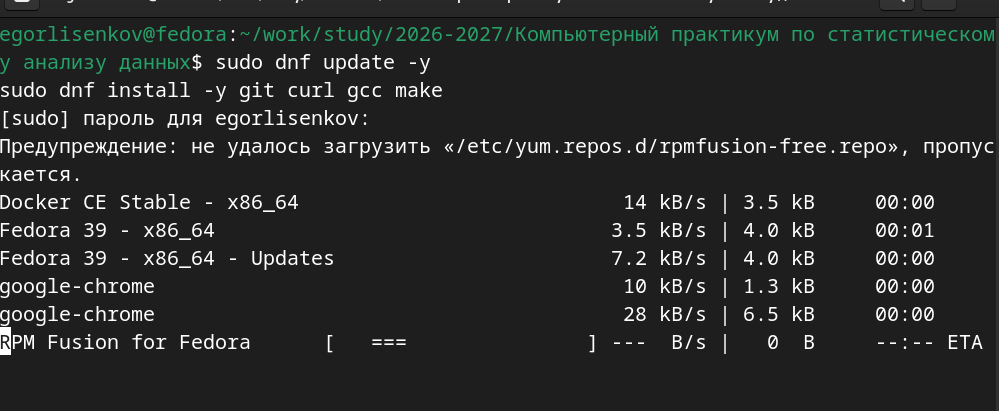 egorlisenkov@fedora:~/work/study/2026-2027/Компьютерный практикум по статистическом
у анализу данных$ sudo dnf update -y
sudo dnf install -y git curl gcc make
[sudo] пароль для egorlisenkov:
Предупреждение: не удалось загрузить «/etc/yum.repos.d/rpmfusion-free.repo», пропус
кается.
Docker CE Stable - x86_64 14 kB/s | 3.5 kB 00:00
Fedora 39 - x86_64 3.5 kB/s | 4.0 kB 00:01
Fedora 39 - x86_64 - Updates 7.2 kB/s | 4.0 kB 00:00
google-chrome 10 kB/s | 1.3 kB 00:00
google-chrome 28 kB/s | 6.5 kB 00:00
RPM Fusion for Fedora [ === ] --- B/s | 0 B --:-- ETA